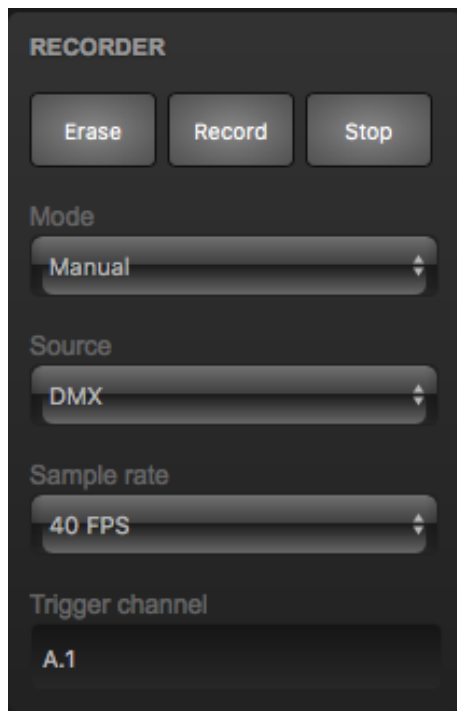 RECORDER
Erase Record Stop
Mode
Manual
Source
DMX
Sample rate
40 FPS
Trigger channel
A.1